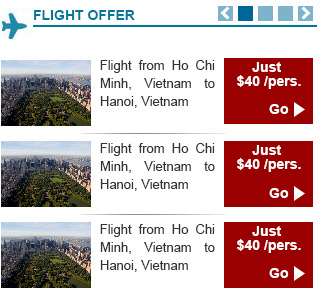 FLIGHT OFFER
Flight from Ho Chi
Minh, Vietnam to
Hanoi, Vietnam
Just
$40 /pers.
Go
Flight from Ho Chi
Minh, Vietnam to
Hanoi, Vietnam
Just
$40 /pers.
Go
Flight from Ho Chi
Minh, Vietnam to
Hanoi, Vietnam
Just
$40 /pers.
Go